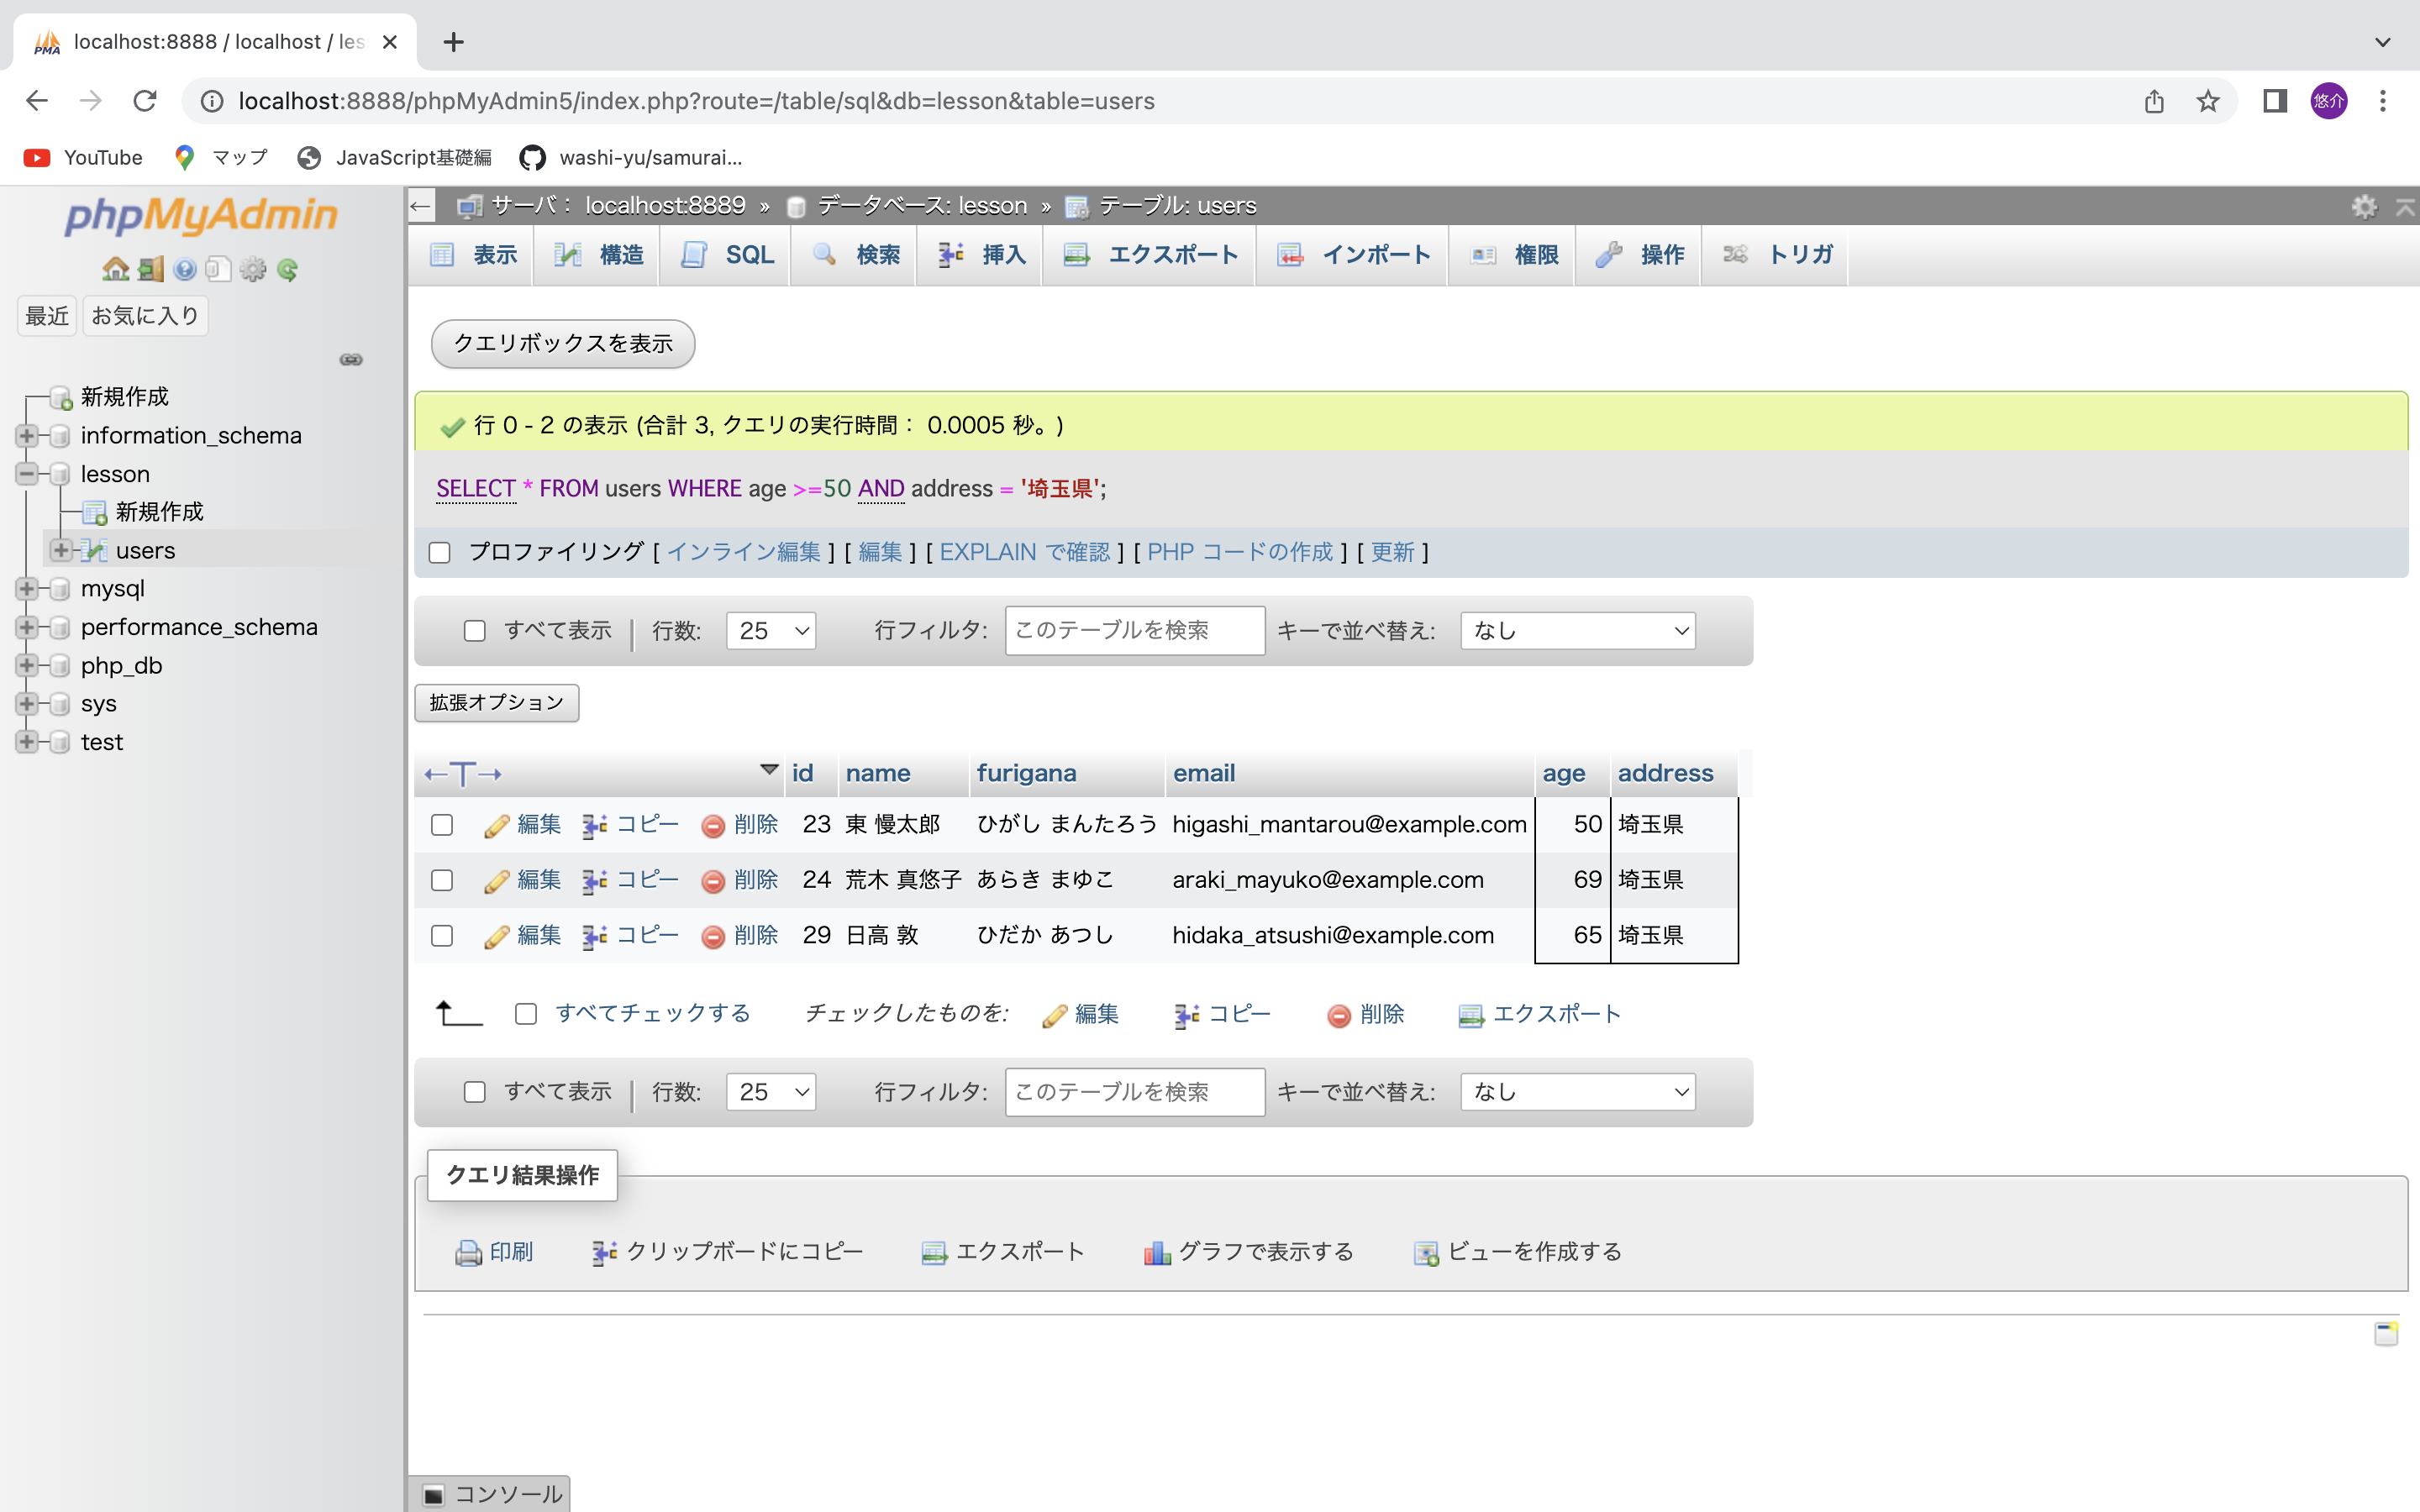 localhost:8888 / localhost / les
localhost:8888/phpMyAdmin5/index.php?route=/table/sql&db=lesson&table=users
悠介
YouTube マップ JavaScript基礎編 washi-yu/samurai...
phpMyAdmin
最近 お気に入り
新規作成
information_schema
lesson
新規作成
users
mysql
performance_schema
php_db
sys
test
サーバ： localhost:8889 » データベース: lesson » テーブル: users
表示 構造 SQL 検索 挿入 エクスポート インポート 権限 操作 トリガ
クエリボックスを表示
行 0 - 2 の表示 (合計 3, クエリの実行時間： 0.0005 秒。)
SELECT * FROM users WHERE age >=50 AND address = '埼玉県';
プロファイリング [ インライン編集 ] [ 編集 ] [ EXPLAIN で確認 ] [ PHP コードの作成 ] [ 更新 ]
すべて表示 | 行数: 25 行フィルタ: このテーブルを検索 キーで並べ替え: なし
拡張オプション
←T→ ▼ id name furigana email age address
編集 コピー 削除 23 東 慢太郎 ひがし まんたろう higashi_mantarou@example.com 50 埼玉県
編集 コピー 削除 24 荒木 真悠子 あらき まゆこ araki_mayuko@example.com 69 埼玉県
編集 コピー 削除 29 日高 敦 ひだか あつし hidaka_atsushi@example.com 65 埼玉県
すべてチェックする チェックしたものを: 編集 コピー 削除 エクスポート
すべて表示 | 行数: 25 行フィルタ: このテーブルを検索 キーで並べ替え: なし
クエリ結果操作
印刷 クリップボードにコピー エクスポート グラフで表示する ビューを作成する
コンソール